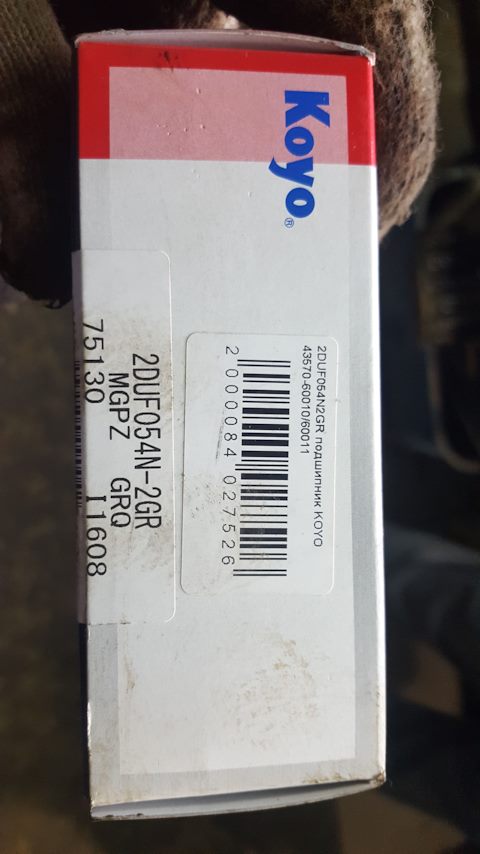 Koyo®
2DUF054N2GR подшипник KOYO
43570-60010/60011
2 000084 027526
2DUF054N-2GR
MGPZ GRQ
75130 I1608